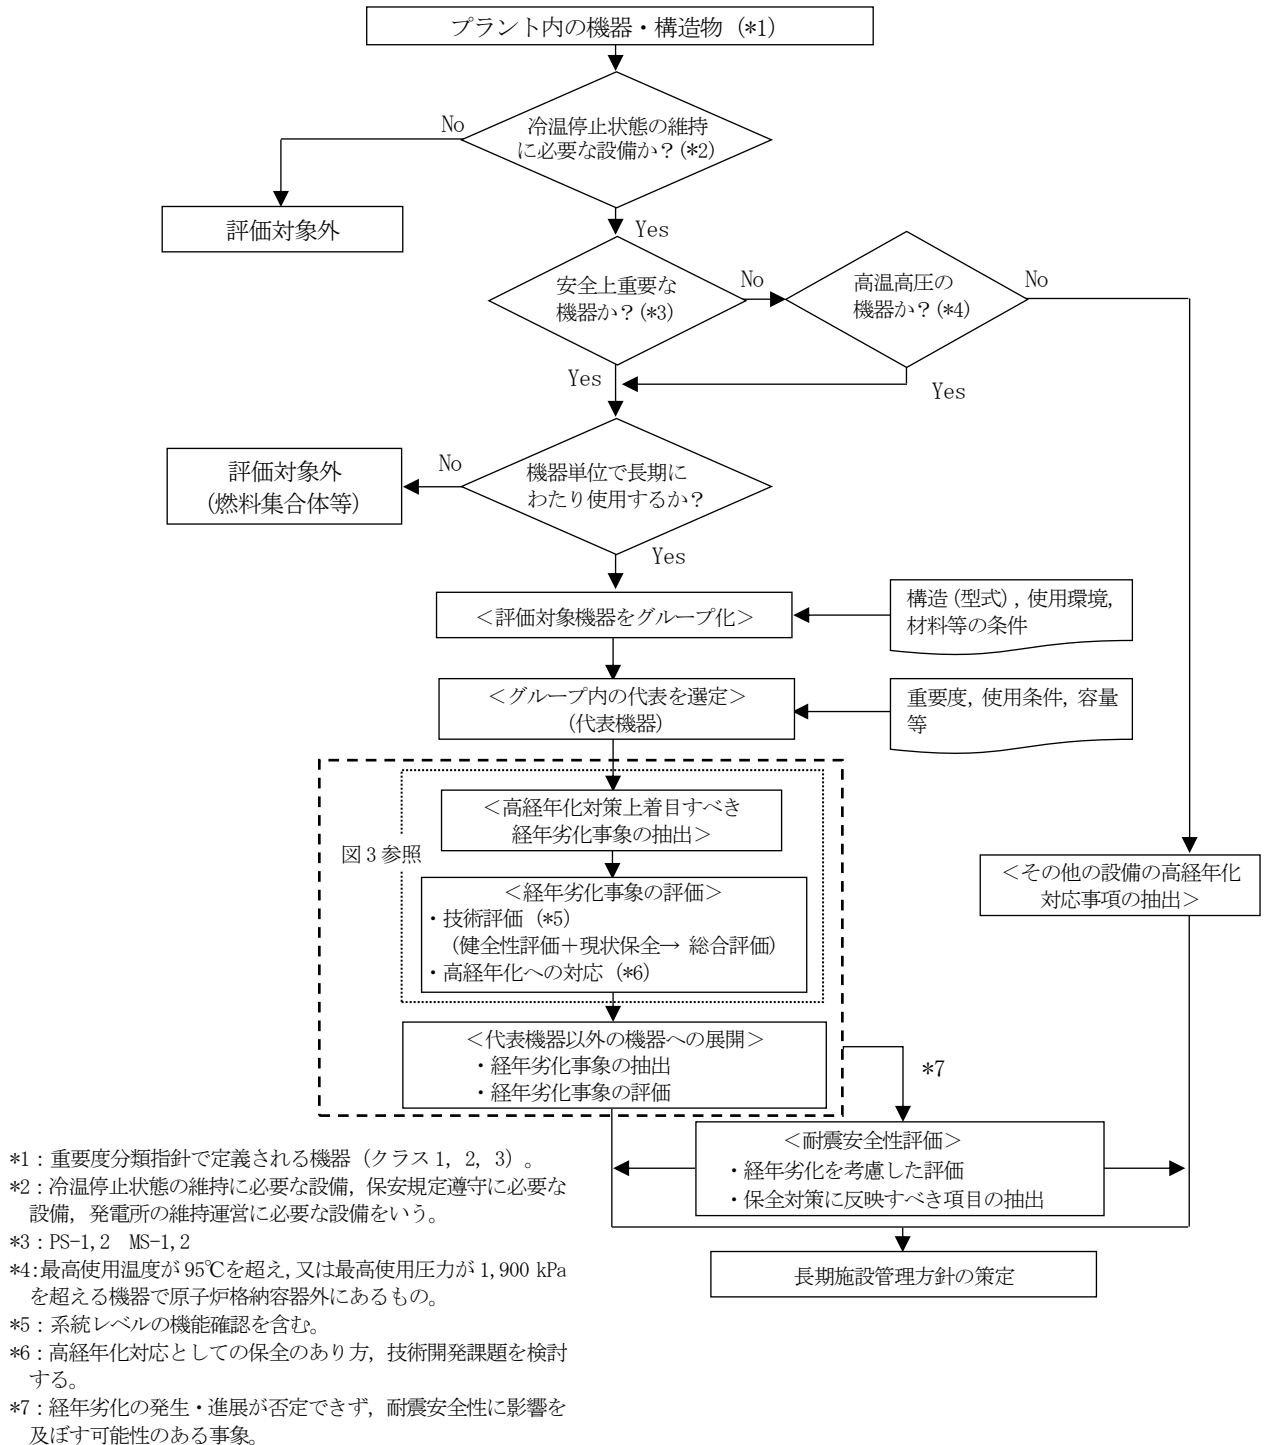 プラント内の機器・構造物 (*1)
No
冷温停止状態の維持
に必要な設備か？(*2)
評価対象外
Yes
安全上重要な
機器か？(*3)
No
高温高圧の
機器か？(*4)
No
Yes
Yes
評価対象外
(燃料集合体等)
No
機器単位で長期に
わたり使用するか？
Yes
＜評価対象機器をグループ化＞
構造(型式),使用環境,
材料等の条件
＜グループ内の代表を選定＞
(代表機器)
重要度,使用条件,容量
等
＜高経年化対策上着目すべき
経年劣化事象の抽出＞
図３参照
＜経年劣化事象の評価＞
・技術評価 (*5)
(健全性評価＋現状保全→ 総合評価)
・高経年化への対応 (*6)
＜その他の設備の高経年化
対応事項の抽出＞
＜代表機器以外の機器への展開＞
・経年劣化事象の抽出
・経年劣化事象の評価
*7
＜耐震安全性評価＞
・経年劣化を考慮した評価
・保全対策に反映すべき項目の抽出
長期施設管理方針の策定
*1：重要度分類指針で定義される機器（クラス1，2，3）。
*2：冷温停止状態の維持に必要な設備，保安規定遵守に必要な
設備，発電所の維持運営に必要な設備をいう。
*3：PS-1,2　MS-1,2
*4:最高使用温度が95℃を超え,又は最高使用圧力が1,900 kPa
を超える機器で原子炉格納容器外にあるもの。
*5：系統レベルの機能確認を含む。
*6：高経年化対応としての保全のあり方，技術開発課題を検討
する。
*7：経年劣化の発生・進展が否定できず，耐震安全性に影響を
及ぼす可能性のある事象。